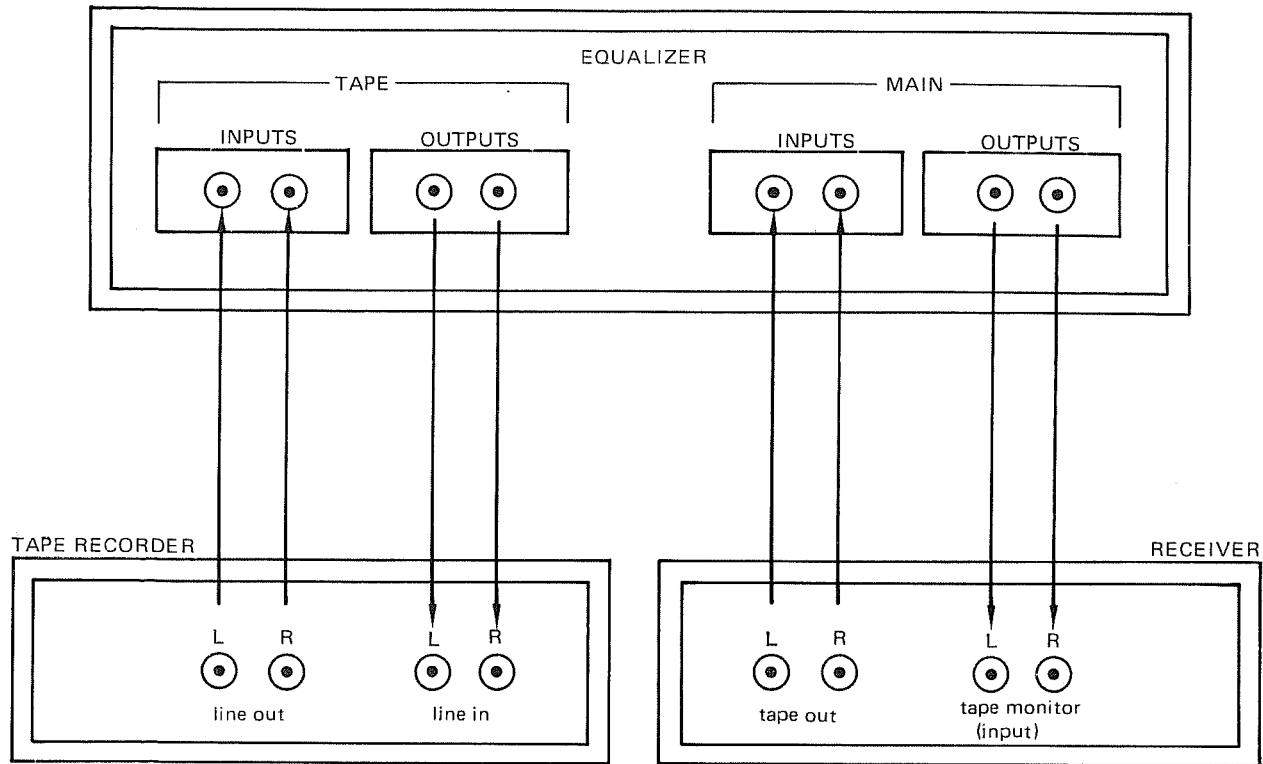 EQUALIZER
TAPE
MAIN
INPUTS
OUTPUTS
INPUTS
OUTPUTS
TAPE RECORDER
RECEIVER
L R
L R
L R
L R
line out
line in
tape out
tape monitor
(input)